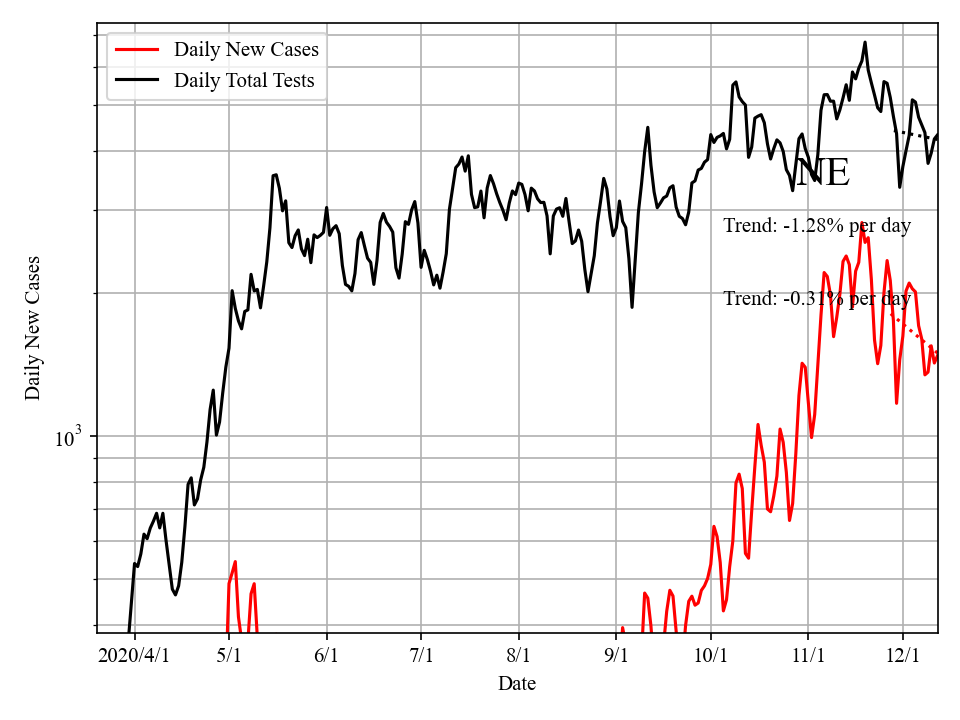 Daily New Cases
Daily Total Tests
NE
Trend: -1.28% per day
Trend: -0.31% per day
Daily New Cases
10³
2020/4/1 5/1 6/1 7/1 8/1 9/1 10/1 11/1 12/1
Date